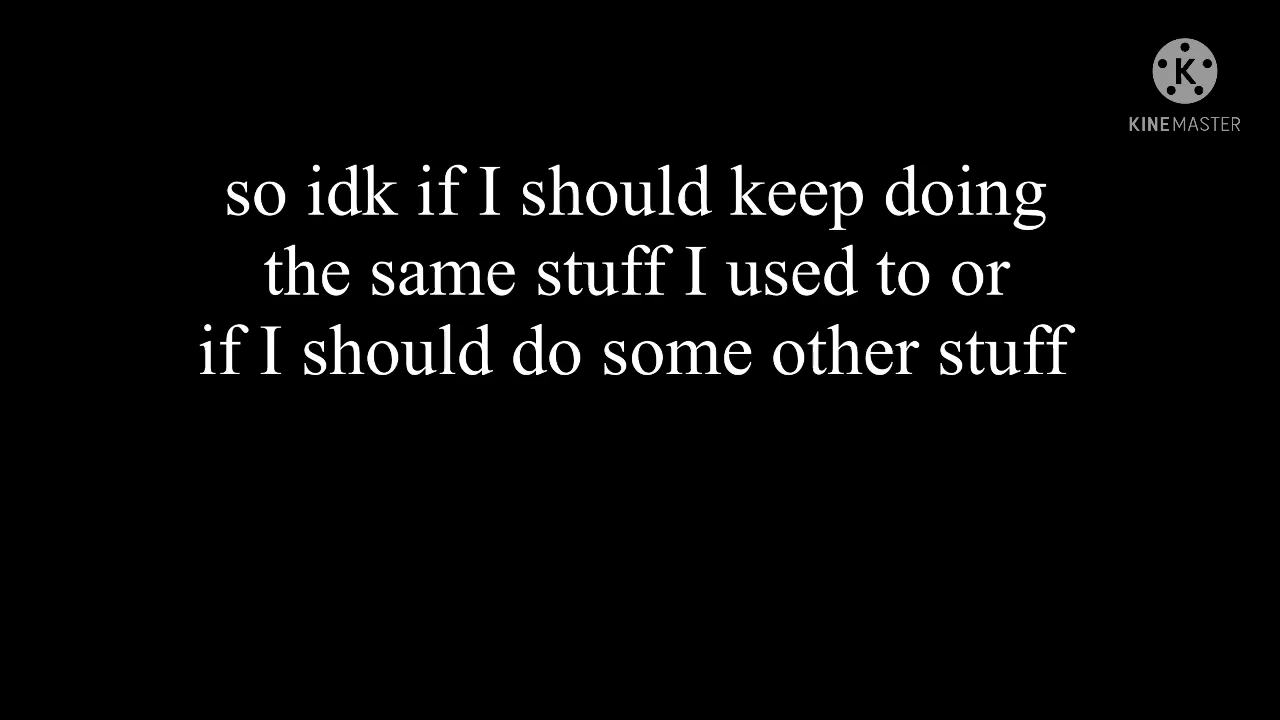 K
KINEMASTER
so idk if I should keep doing
the same stuff I used to or
if I should do some other stuff